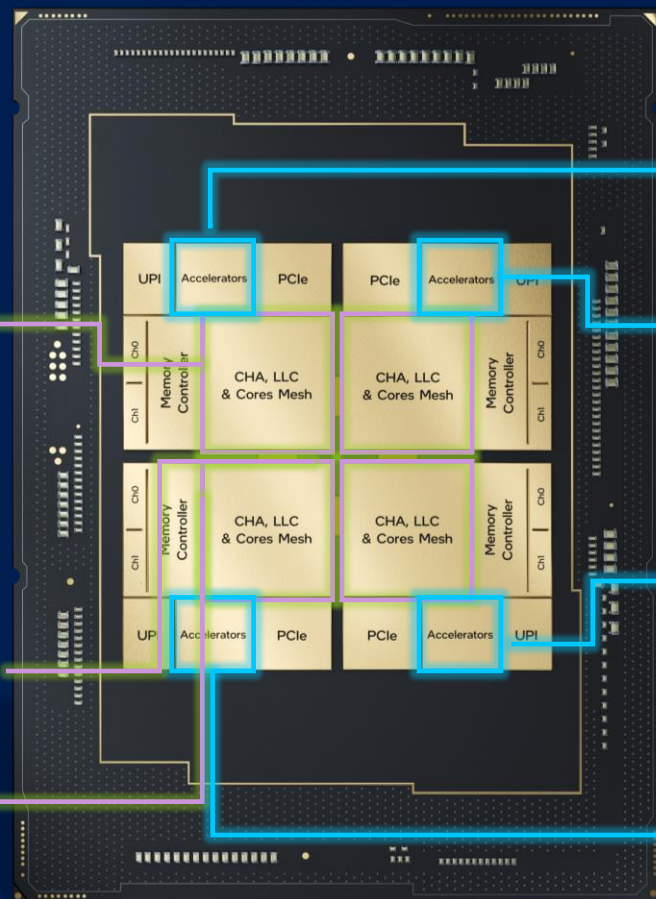 UPI
Accelerators
PCIe
PCIe
Accelerators
UPI
Ch0
Ch1
Memory
Controller
CHA, LLC
& Cores Mesh
CHA, LLC
& Cores Mesh
Memory
Controller
Ch0
Ch1
Ch0
Ch1
Memory
Controller
CHA, LLC
& Cores Mesh
CHA, LLC
& Cores Mesh
Memory
Controller
Ch0
Ch1
UPI
Accelerators
PCIe
PCIe
Accelerators
UPI